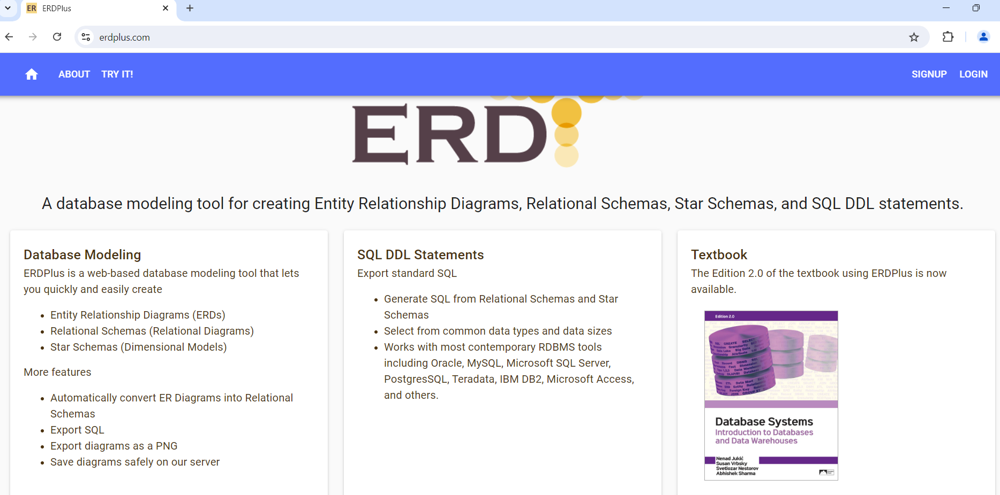 ER ERDPlus
erdplus.com
ABOUT TRY IT! SIGNUP LOGIN
ERD
A database modeling tool for creating Entity Relationship Diagrams, Relational Schemas, Star Schemas, and SQL DDL statements.
Database Modeling
ERDPlus is a web-based database modeling tool that lets
you quickly and easily create
• Entity Relationship Diagrams (ERDs)
• Relational Schemas (Relational Diagrams)
• Star Schemas (Dimensional Models)
More features
• Automatically convert ER Diagrams into Relational
Schemas
• Export SQL
• Export diagrams as a PNG
• Save diagrams safely on our server
SQL DDL Statements
Export standard SQL
• Generate SQL from Relational Schemas and Star
Schemas
• Select from common data types and data sizes
• Works with most contemporary RDBMS tools
including Oracle, MySQL, Microsoft SQL Server,
PostgresSQL, Teradata, IBM DB2, Microsoft Access,
and others.
Textbook
The Edition 2.0 of the textbook using ERDPlus is now
available.
Edition 2.0
Database Systems
Introduction to Databases
and Data Warehouses
Nenad Jukić
Susan Vrbsky
Svetlozar Nestorov
Abhishek Sharma